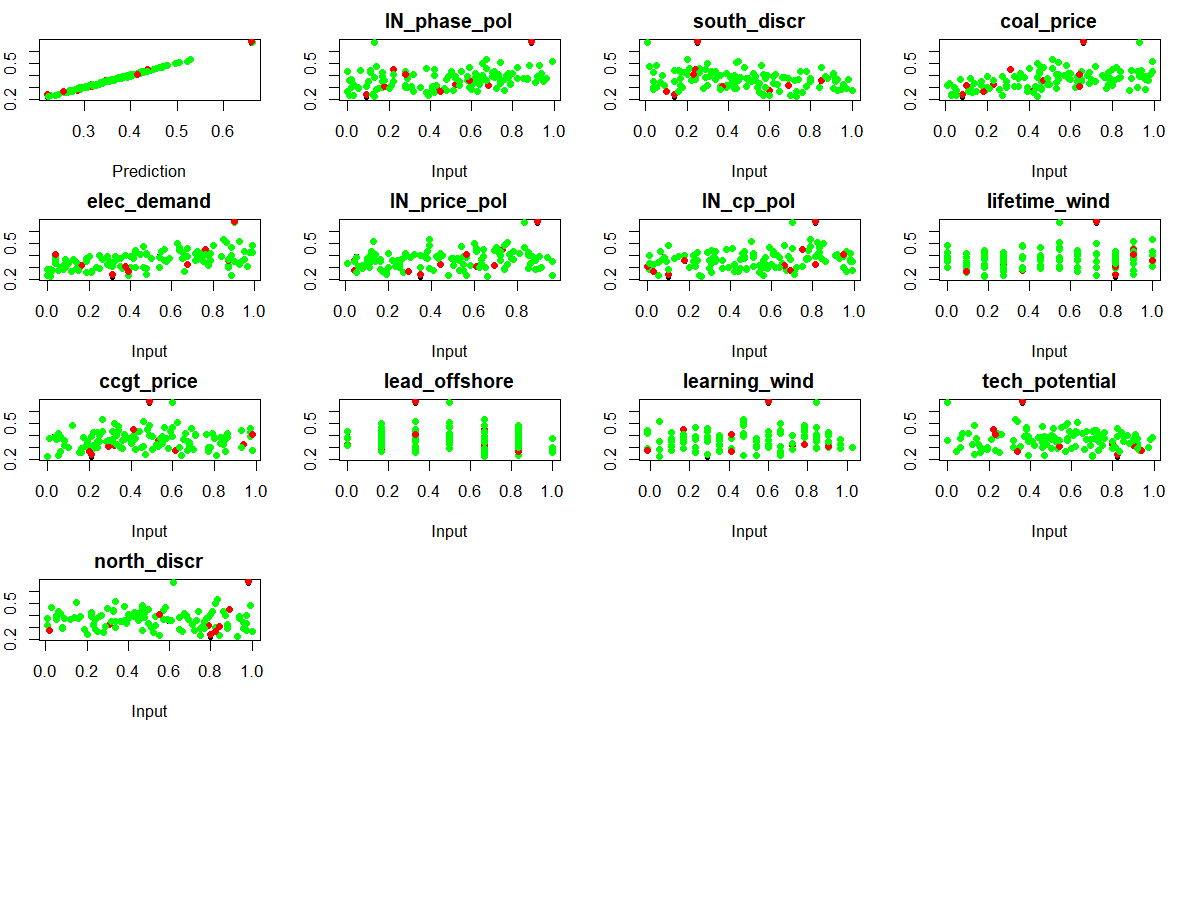 IN_phase_pol south_discr coal_price
0.2 0.5 0.2 0.5 0.2 0.5 0.2 0.5
0.3 0.4 0.5 0.6 0.0 0.2 0.4 0.6 0.8 1.0 0.0 0.2 0.4 0.6 0.8 1.0 0.0 0.2 0.4 0.6 0.8 1.0
Prediction Input Input Input
elec_demand IN_price_pol IN_cp_pol lifetime_wind
0.2 0.5 0.2 0.5 0.2 0.5 0.2 0.5
0.0 0.2 0.4 0.6 0.8 1.0 0.0 0.2 0.4 0.6 0.8 0.0 0.2 0.4 0.6 0.8 1.0 0.0 0.2 0.4 0.6 0.8 1.0
Input Input Input Input
ccgt_price lead_offshore learning_wind tech_potential
0.2 0.5 0.2 0.5 0.2 0.5 0.2 0.5
0.0 0.2 0.4 0.6 0.8 1.0 0.0 0.2 0.4 0.6 0.8 1.0 0.0 0.2 0.4 0.6 0.8 1.0 0.0 0.2 0.4 0.6 0.8 1.0
Input Input Input Input
north_discr
0.2 0.5
0.0 0.2 0.4 0.6 0.8 1.0
Input